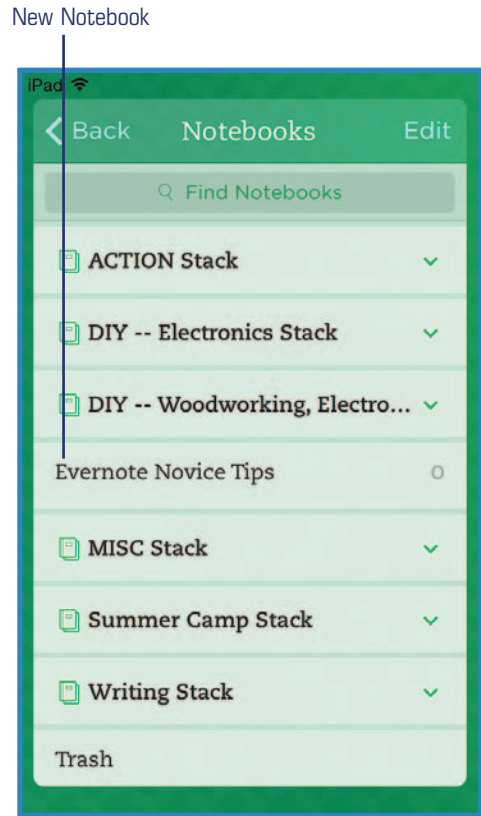 New Notebook
iPad
Back Notebooks Edit
Find Notebooks
ACTION Stack
DIY -- Electronics Stack
DIY -- Woodworking, Electro...
Evernote Novice Tips 0
MISC Stack
Summer Camp Stack
Writing Stack
Trash